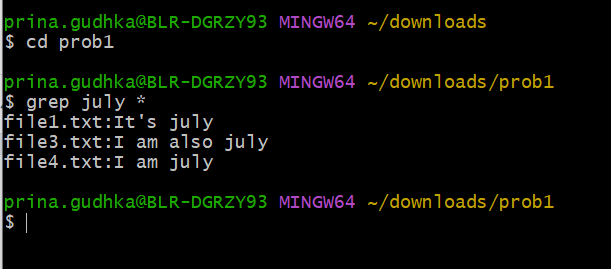 prina.gudhka@BLR-DGRZY93 MINGW64 ~/downloads
$ cd prob1
prina.gudhka@BLR-DGRZY93 MINGW64 ~/downloads/prob1
$ grep july *
file1.txt:It's july
file3.txt:I am also july
file4.txt:I am july
prina.gudhka@BLR-DGRZY93 MINGW64 ~/downloads/prob1
$